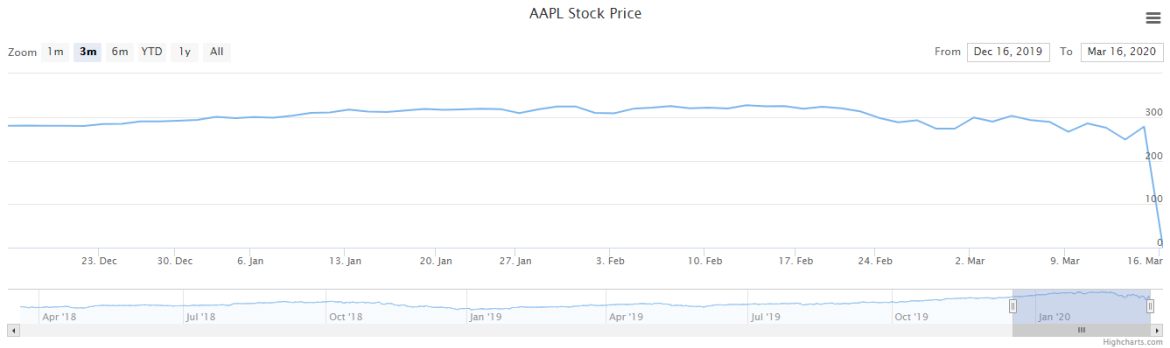 AAPL Stock Price
Zoom 1m 3m 6m YTD 1y All From Dec 16, 2019 To Mar 16, 2020
300
200
100
0
23. Dec 30. Dec 6. Jan 13. Jan 20. Jan 27. Jan 3. Feb 10. Feb 17. Feb 24. Feb 2. Mar 9. Mar 16. Mar
Apr '18 Jul '18 Oct '18 Jan '19 Apr '19 Jul '19 Oct '19 Jan '20
Highcharts.com